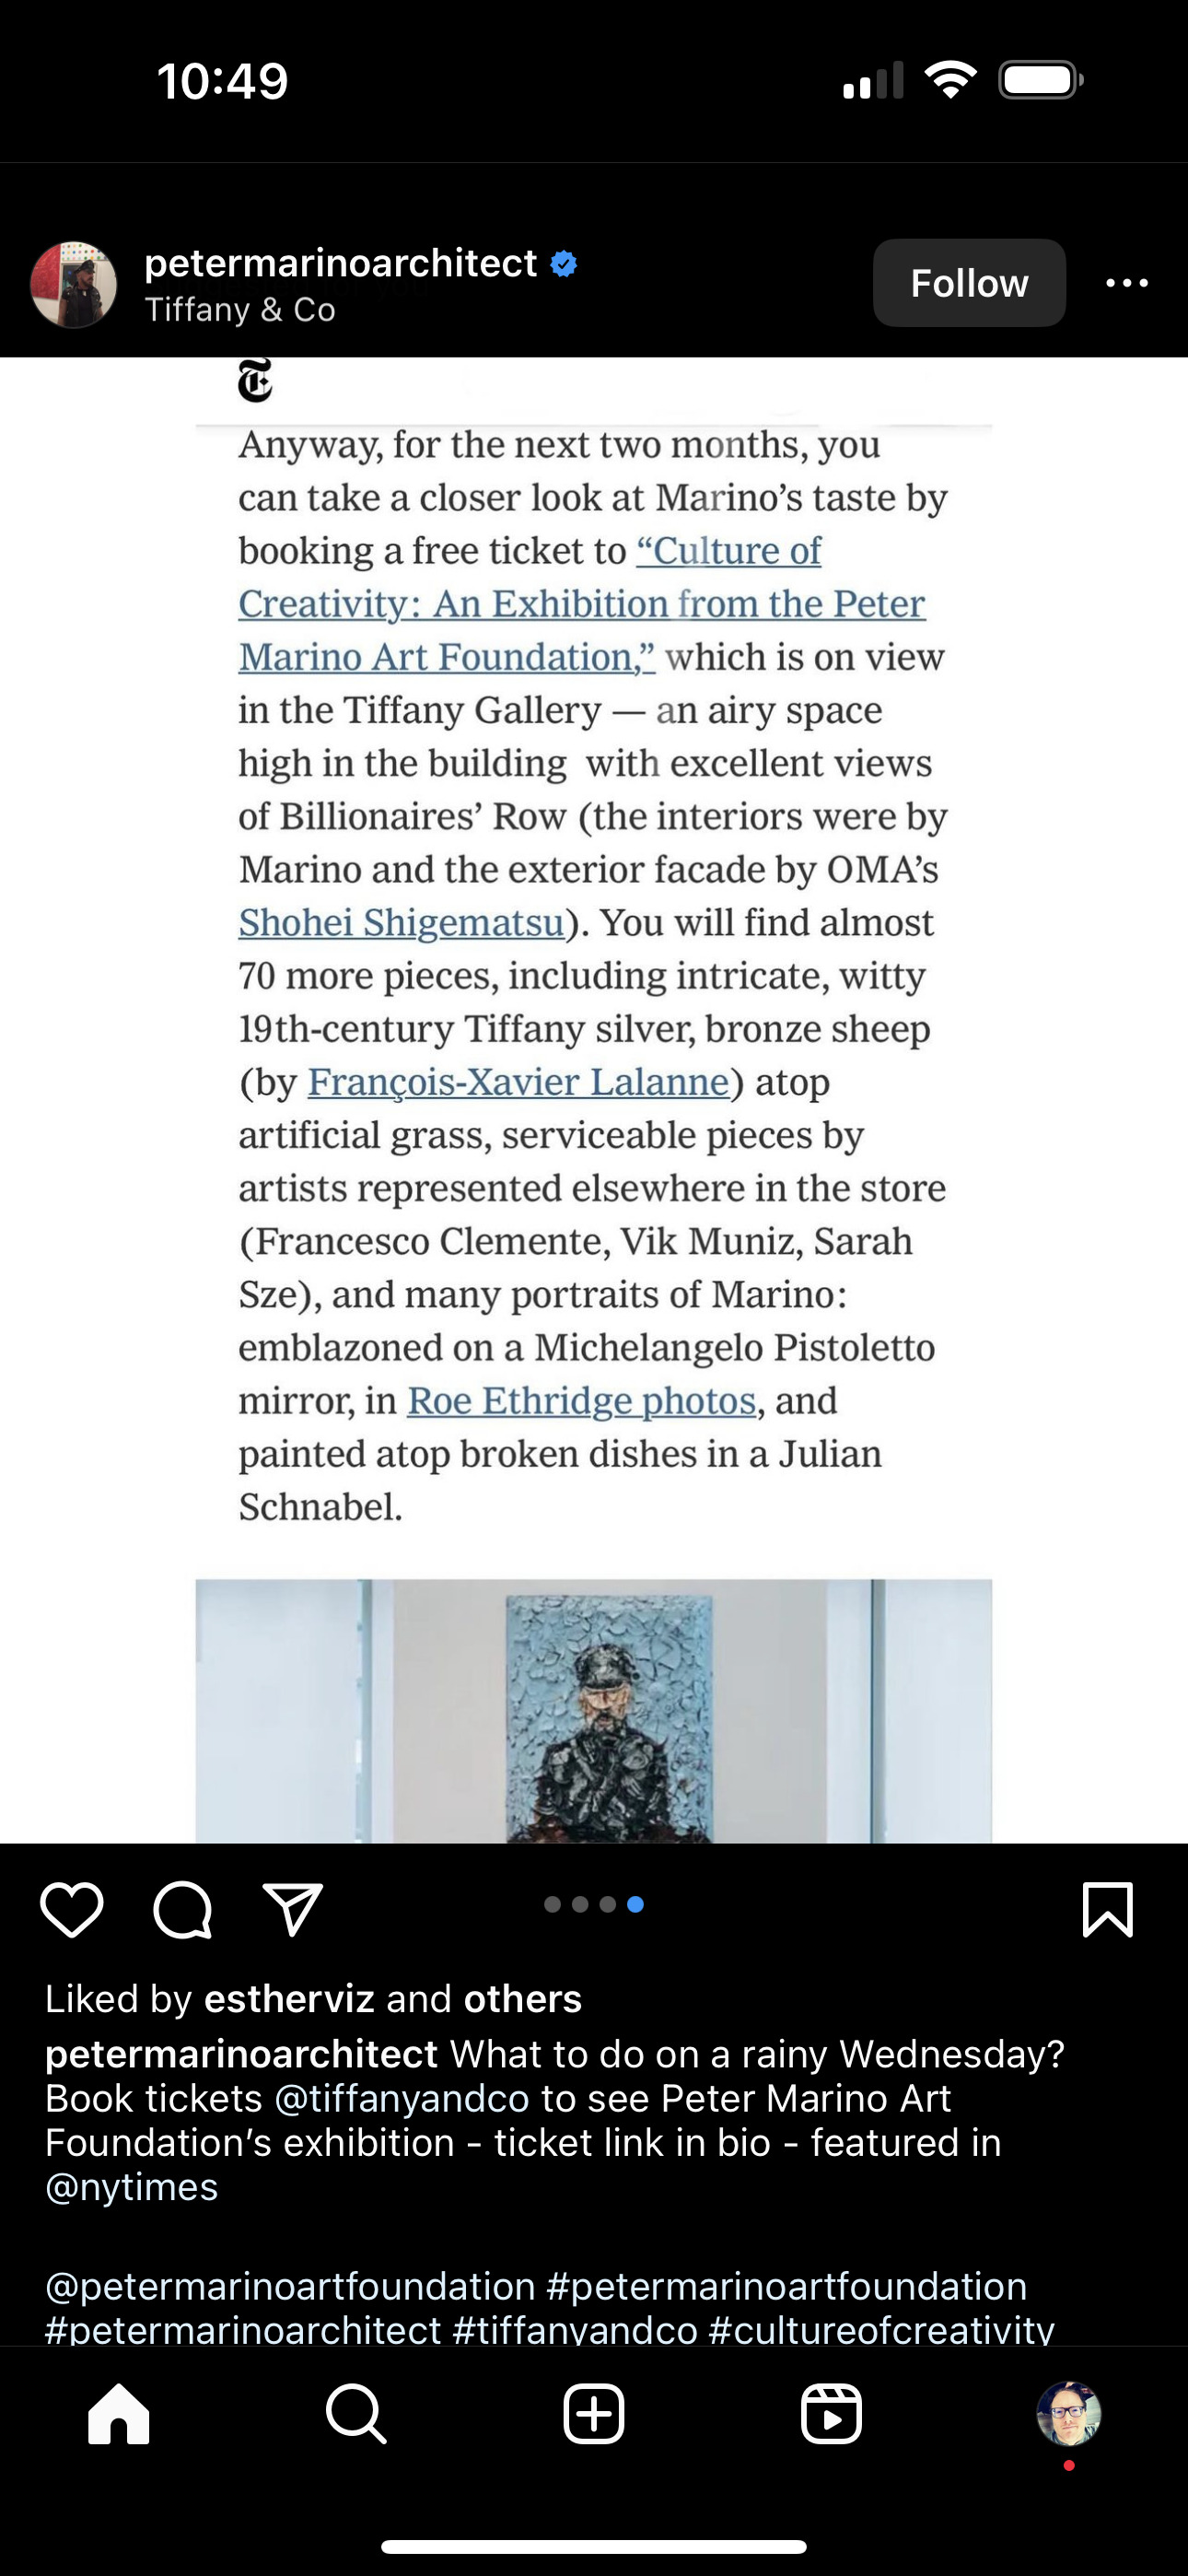 10:49
petermarinoarchitect
Tiffany & Co
Follow
T
Anyway, for the next two months, you
can take a closer look at Marino’s taste by
booking a free ticket to “Culture of
Creativity: An Exhibition from the Peter
Marino Art Foundation,” which is on view
in the Tiffany Gallery — an airy space
high in the building  with excellent views
of Billionaires’ Row (the interiors were by
Marino and the exterior facade by OMA’s
Shohei Shigematsu). You will find almost
70 more pieces, including intricate, witty
19th-century Tiffany silver, bronze sheep
(by François-Xavier Lalanne) atop
artificial grass, serviceable pieces by
artists represented elsewhere in the store
(Francesco Clemente, Vik Muniz, Sarah
Sze), and many portraits of Marino:
emblazoned on a Michelangelo Pistoletto
mirror, in Roe Ethridge photos, and
painted atop broken dishes in a Julian
Schnabel.
Liked by estherviz and others
petermarinoarchitect What to do on a rainy Wednesday?
Book tickets @tiffanyandco to see Peter Marino Art
Foundation’s exhibition - ticket link in bio - featured in
@nytimes
@petermarinoartfoundation #petermarinoartfoundation
#petermarinoarchitect #tiffanyandco #cultureofcreativity